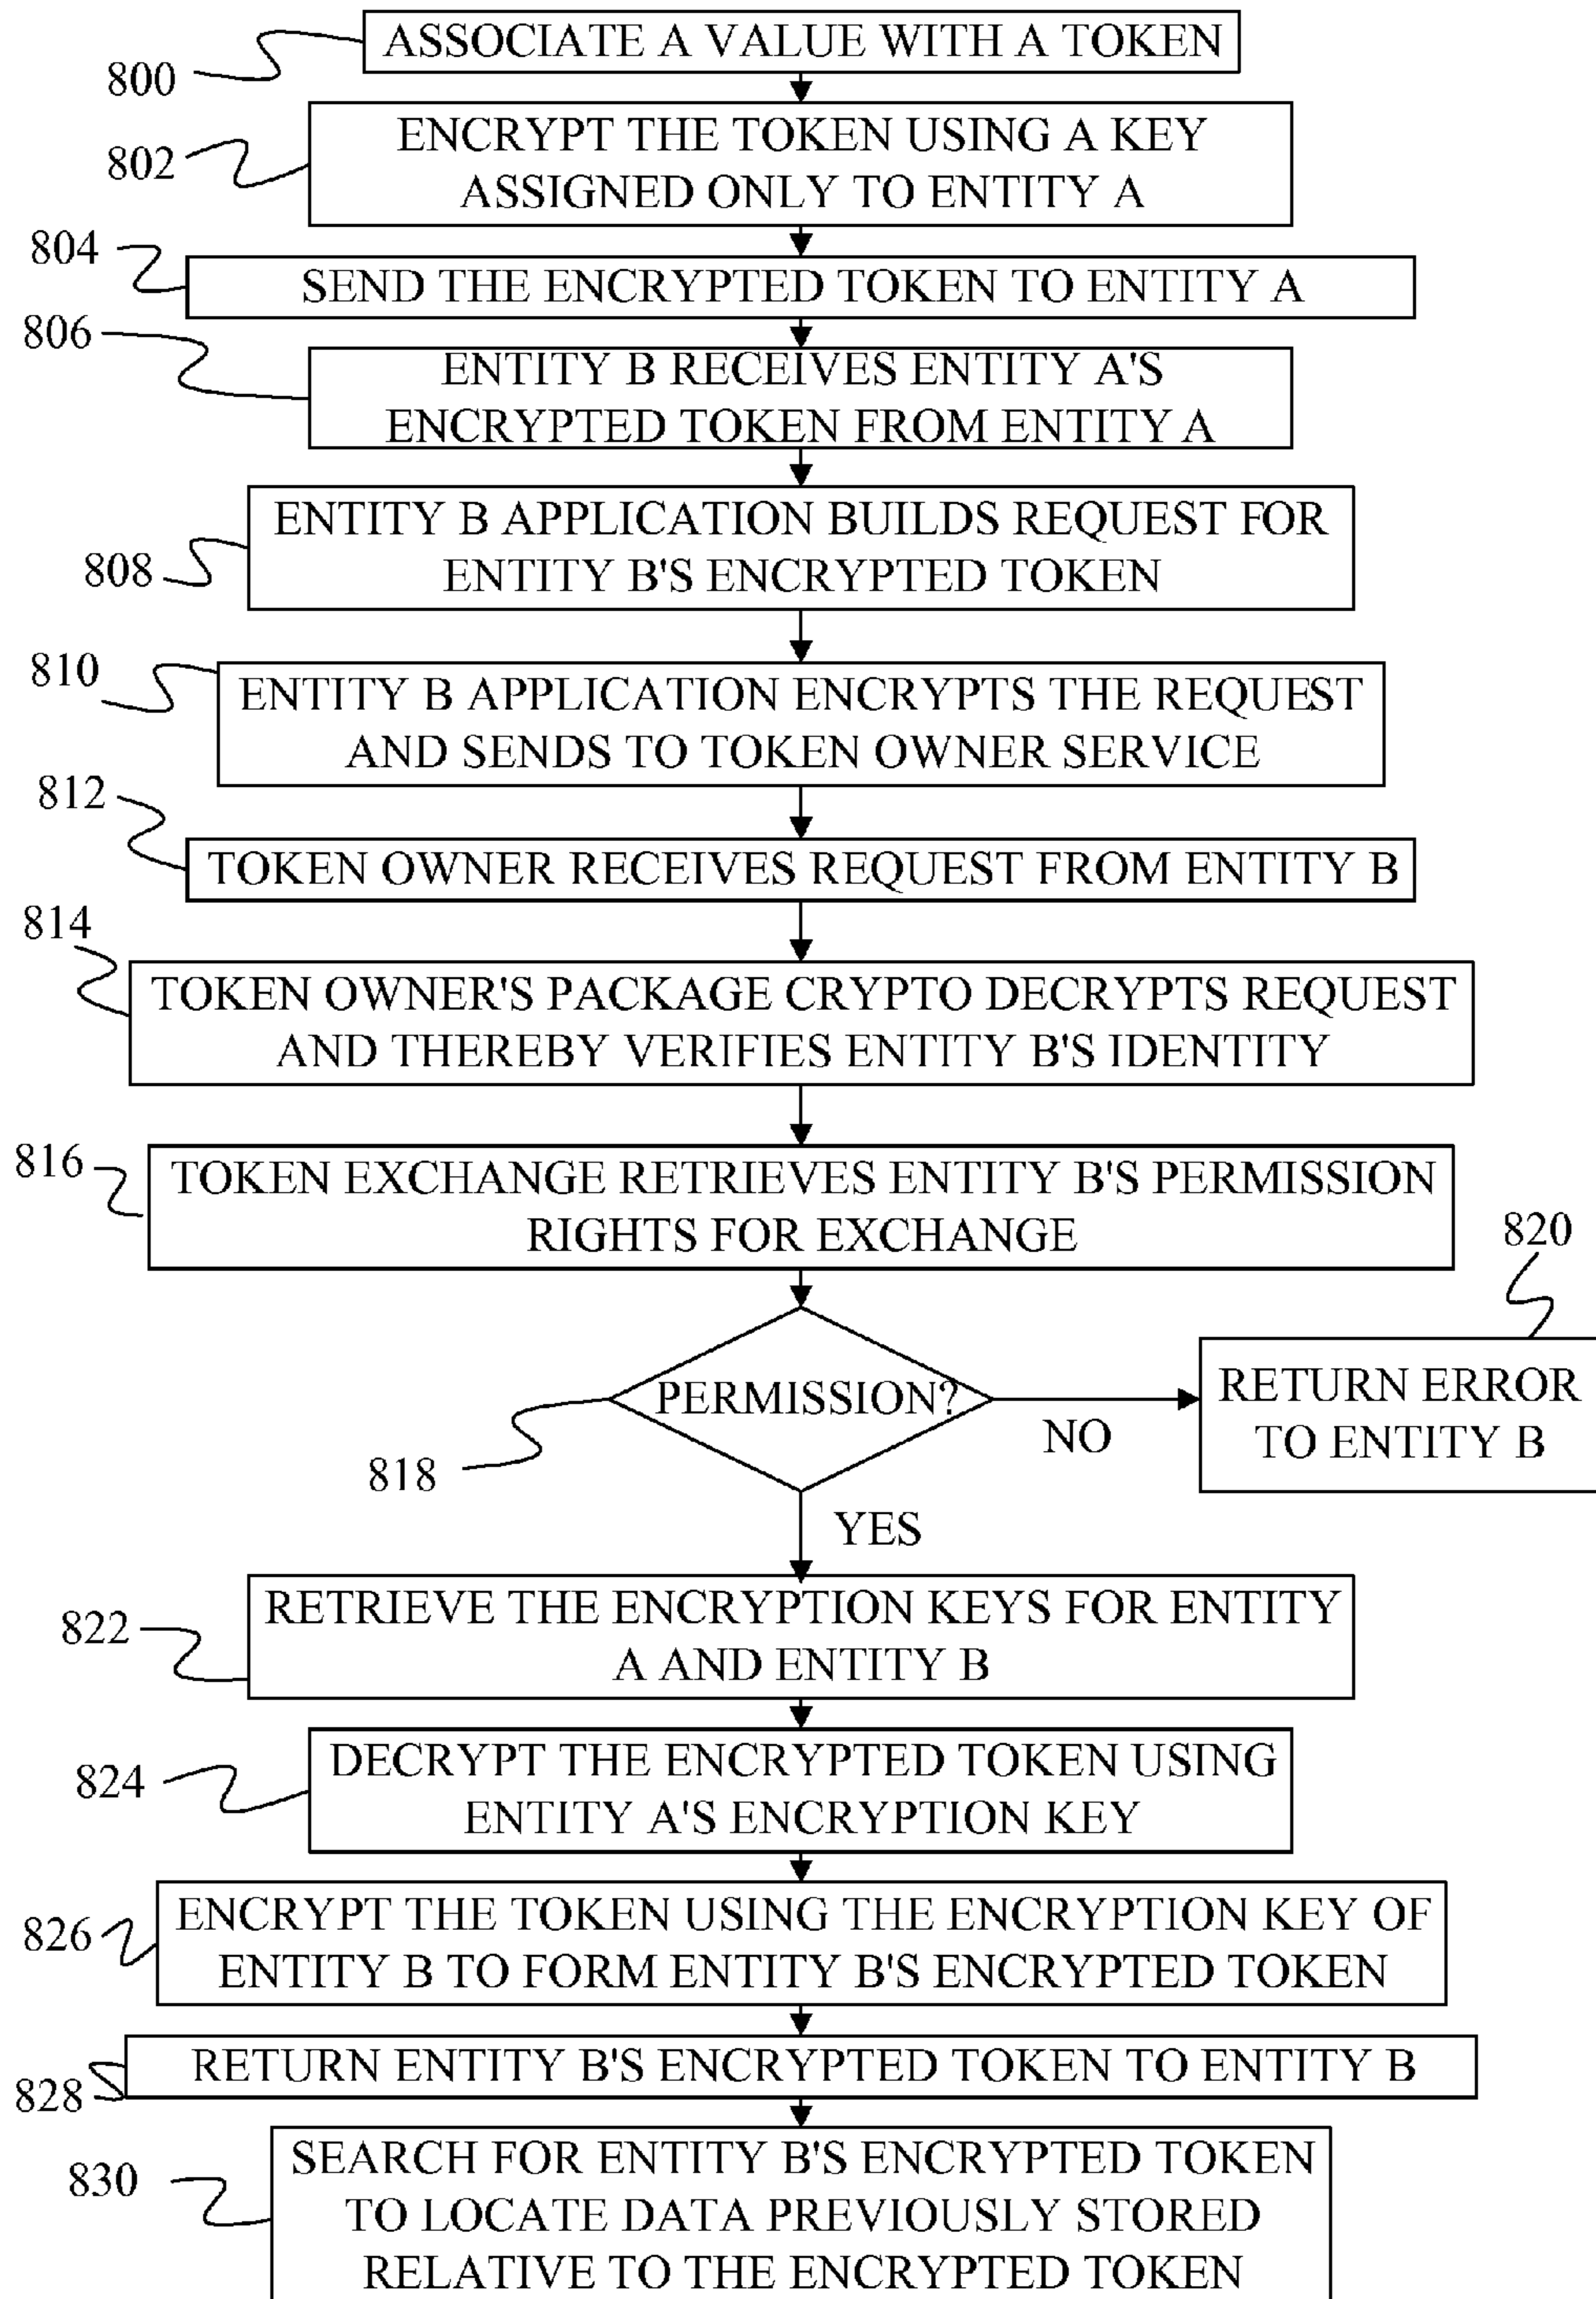 800
ASSOCIATE A VALUE WITH A TOKEN
802
ENCRYPT THE TOKEN USING A KEY
ASSIGNED ONLY TO ENTITY A
804
SEND THE ENCRYPTED TOKEN TO ENTITY A
806
ENTITY B RECEIVES ENTITY A'S
ENCRYPTED TOKEN FROM ENTITY A
808
ENTITY B APPLICATION BUILDS REQUEST FOR
ENTITY B'S ENCRYPTED TOKEN
810
ENTITY B APPLICATION ENCRYPTS THE REQUEST
AND SENDS TO TOKEN OWNER SERVICE
812
TOKEN OWNER RECEIVES REQUEST FROM ENTITY B
814
TOKEN OWNER'S PACKAGE CRYPTO DECRYPTS REQUEST
AND THEREBY VERIFIES ENTITY B'S IDENTITY
816
TOKEN EXCHANGE RETRIEVES ENTITY B'S PERMISSION
RIGHTS FOR EXCHANGE
818
PERMISSION?
NO
820
RETURN ERROR
TO ENTITY B
YES
822
RETRIEVE THE ENCRYPTION KEYS FOR ENTITY
A AND ENTITY B
824
DECRYPT THE ENCRYPTED TOKEN USING
ENTITY A'S ENCRYPTION KEY
826
ENCRYPT THE TOKEN USING THE ENCRYPTION KEY OF
ENTITY B TO FORM ENTITY B'S ENCRYPTED TOKEN
828
RETURN ENTITY B'S ENCRYPTED TOKEN TO ENTITY B
830
SEARCH FOR ENTITY B'S ENCRYPTED TOKEN
TO LOCATE DATA PREVIOUSLY STORED
RELATIVE TO THE ENCRYPTED TOKEN